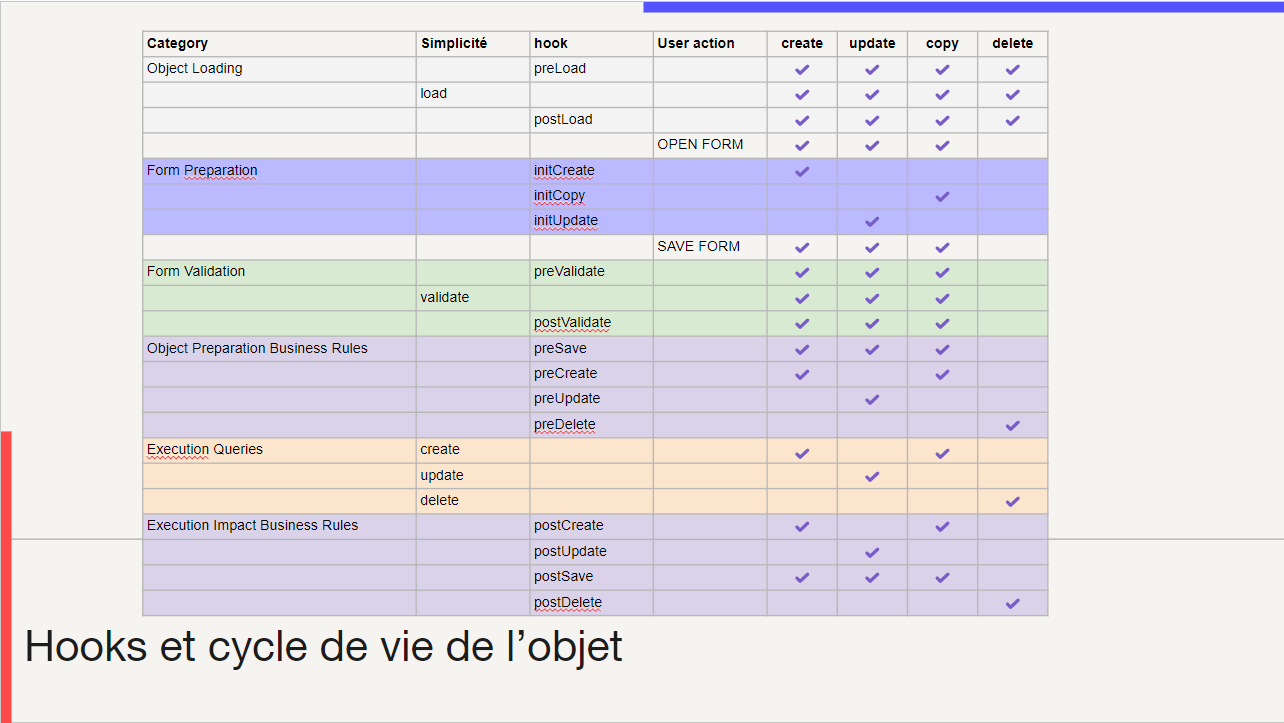 Category Simplicité hook User action create update copy delete
Object Loading preLoad ✓ ✓ ✓ ✓
load ✓ ✓ ✓ ✓
postLoad ✓ ✓ ✓ ✓
OPEN FORM ✓ ✓ ✓
Form Preparation initCreate ✓
initCopy ✓
initUpdate ✓
SAVE FORM ✓ ✓ ✓
Form Validation preValidate ✓ ✓ ✓
validate ✓ ✓ ✓
postValidate ✓ ✓ ✓
Object Preparation Business Rules preSave ✓ ✓ ✓
preCreate ✓ ✓
preUpdate ✓
preDelete ✓
Execution Queries create ✓ ✓
update ✓
delete ✓
Execution Impact Business Rules postCreate ✓ ✓
postUpdate ✓
postSave ✓ ✓ ✓
postDelete ✓
Hooks et cycle de vie de l’objet